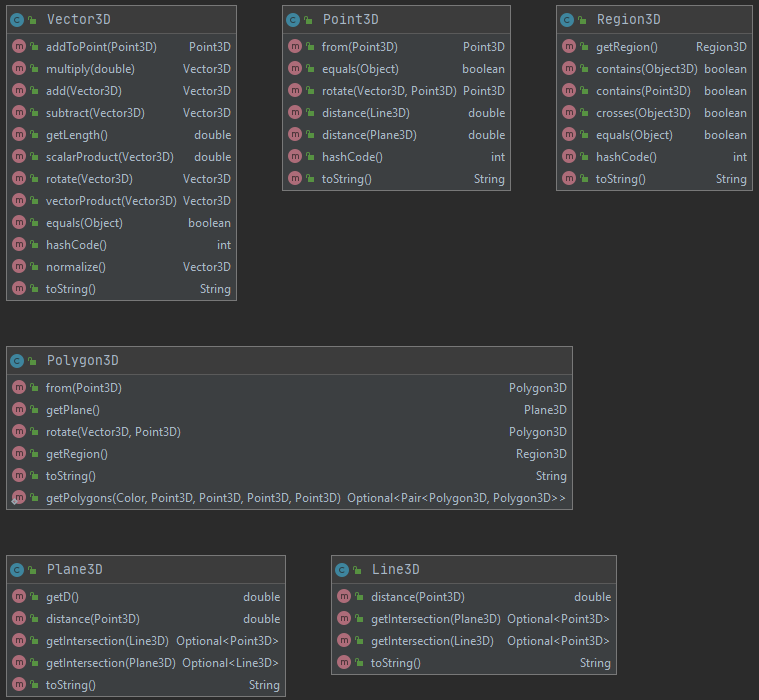 Vector3D
addToPoint(Point3D) Point3D
multiply(double) Vector3D
add(Vector3D) Vector3D
subtract(Vector3D) Vector3D
getLength() double
scalarProduct(Vector3D) double
rotate(Vector3D) Vector3D
vectorProduct(Vector3D) Vector3D
equals(Object) boolean
hashCode() int
normalize() Vector3D
toString() String
Point3D
from(Point3D) Point3D
equals(Object) boolean
rotate(Vector3D, Point3D) Point3D
distance(Line3D) double
distance(Plane3D) double
hashCode() int
toString() String
Region3D
getRegion() Region3D
contains(Object3D) boolean
contains(Point3D) boolean
crosses(Object3D) boolean
equals(Object) boolean
hashCode() int
toString() String
Polygon3D
from(Point3D) Polygon3D
getPlane() Plane3D
rotate(Vector3D, Point3D) Polygon3D
getRegion() Region3D
toString() String
getPolygons(Color, Point3D, Point3D, Point3D, Point3D) Optional<Pair<Polygon3D, Polygon3D>>
Plane3D
getD() double
distance(Point3D) double
getIntersection(Line3D) Optional<Point3D>
getIntersection(Plane3D) Optional<Line3D>
toString() String
Line3D
distance(Point3D) double
getIntersection(Plane3D) Optional<Point3D>
getIntersection(Line3D) Optional<Point3D>
toString() String